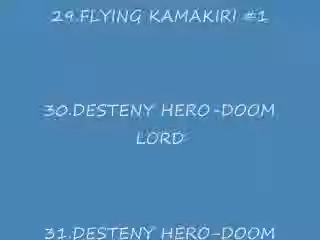 29.FLYING KAMAKIRI #1
30.DESTENY HERO-DOOM
LORD
31.DESTENY HERO-DOOM